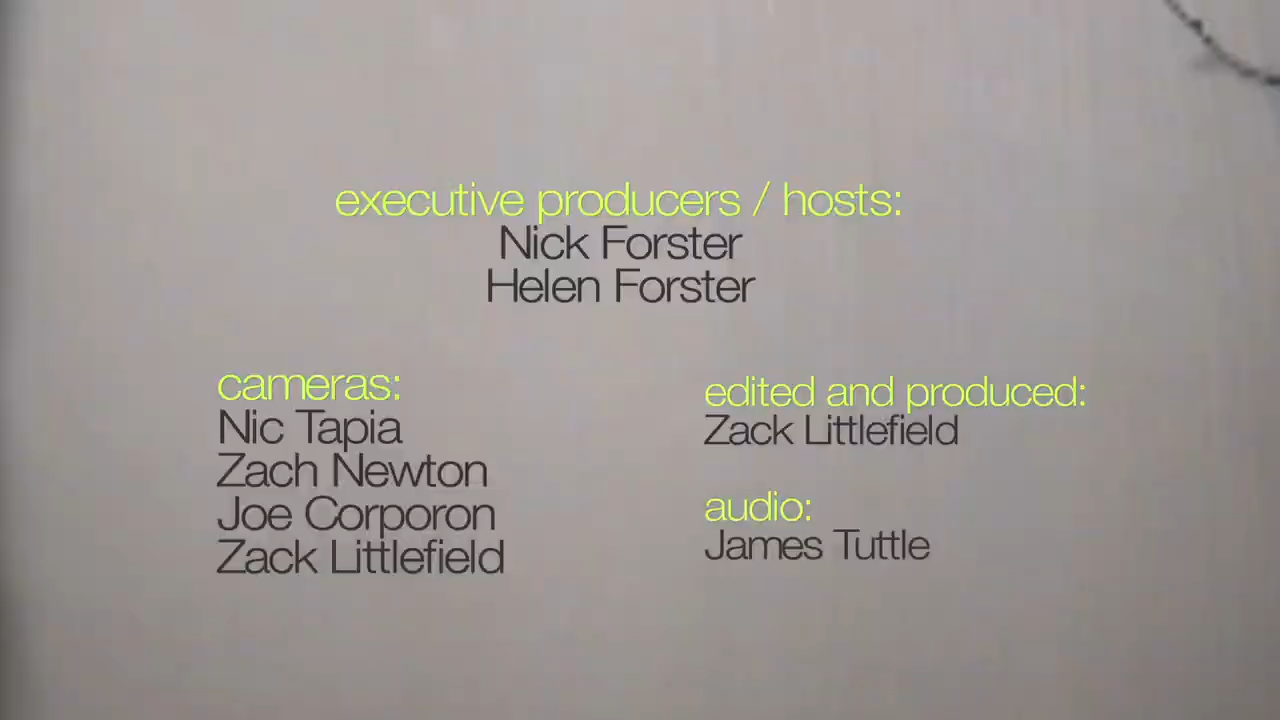 executive producers / hosts:
Nick Forster
Helen Forster
cameras:
Nic Tapia
Zach Newton
Joe Corporon
Zack Littlefield
edited and produced:
Zack Littlefield
audio:
James Tuttle